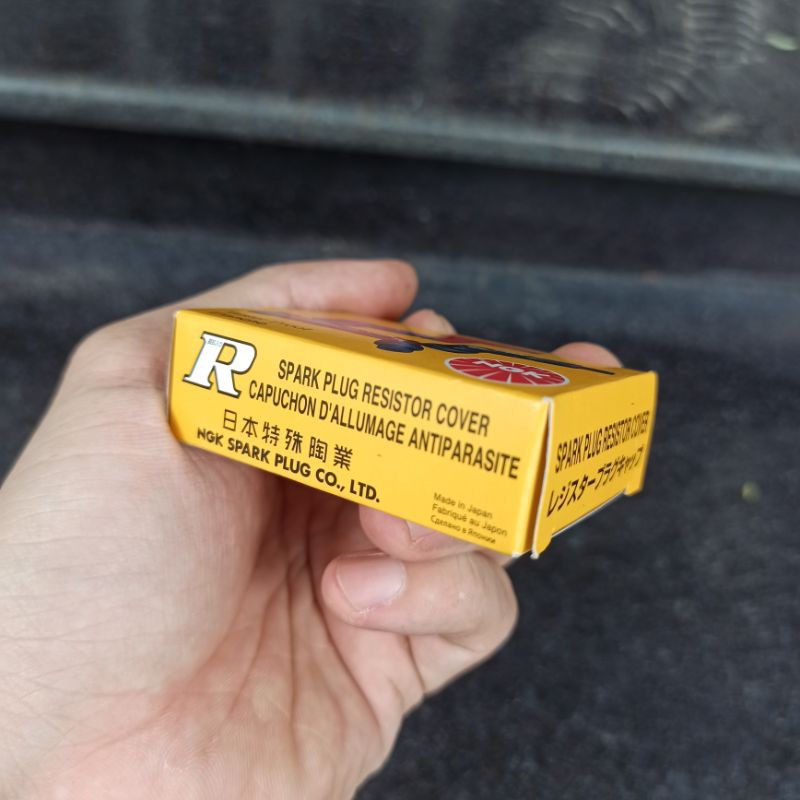 R
SPARK PLUG RESISTOR COVER
CAPUCHON D'ALLUMAGE ANTIPARASITE
日本特殊陶業
NGK SPARK PLUG CO., LTD.
Made in Japan
Fabriqué au Japon
Сделано в Японии
NGK
SPARK PLUG RESISTOR COVER
レジスタープラグキャップ